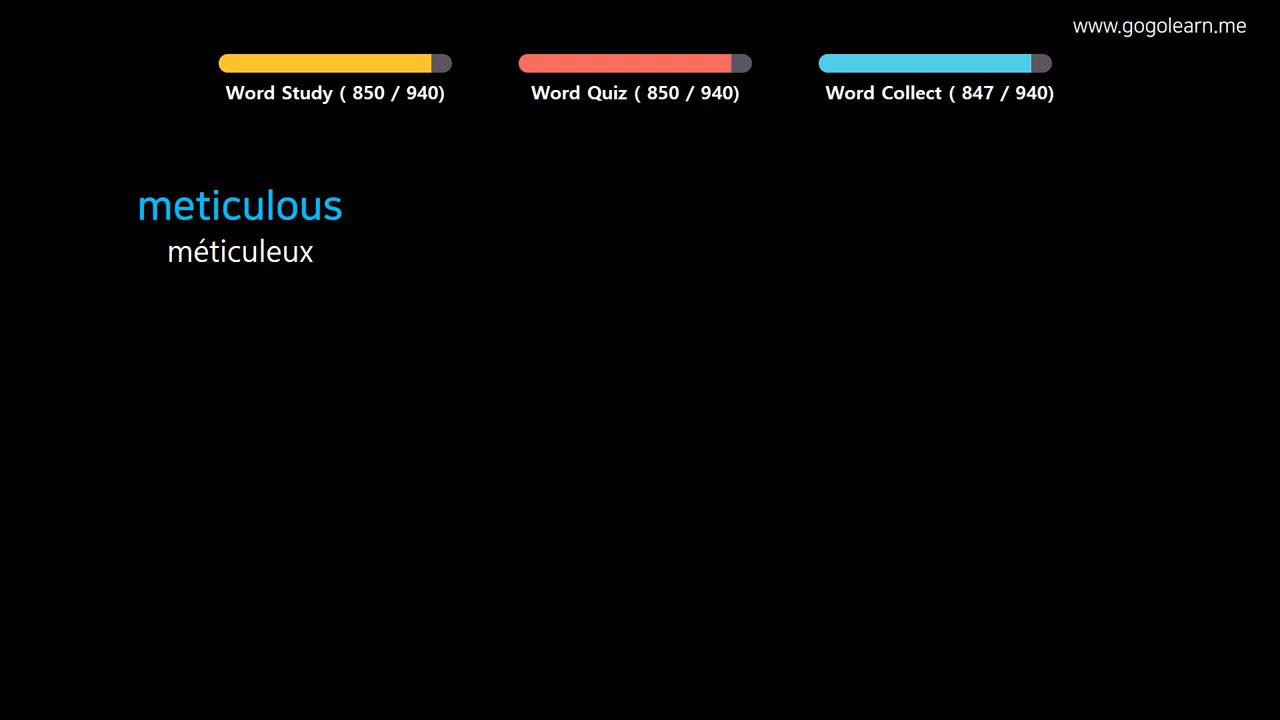 www.gogolearn.me
Word Study ( 850 / 940)
Word Quiz ( 850 / 940)
Word Collect ( 847 / 940)
meticulous
méticuleux